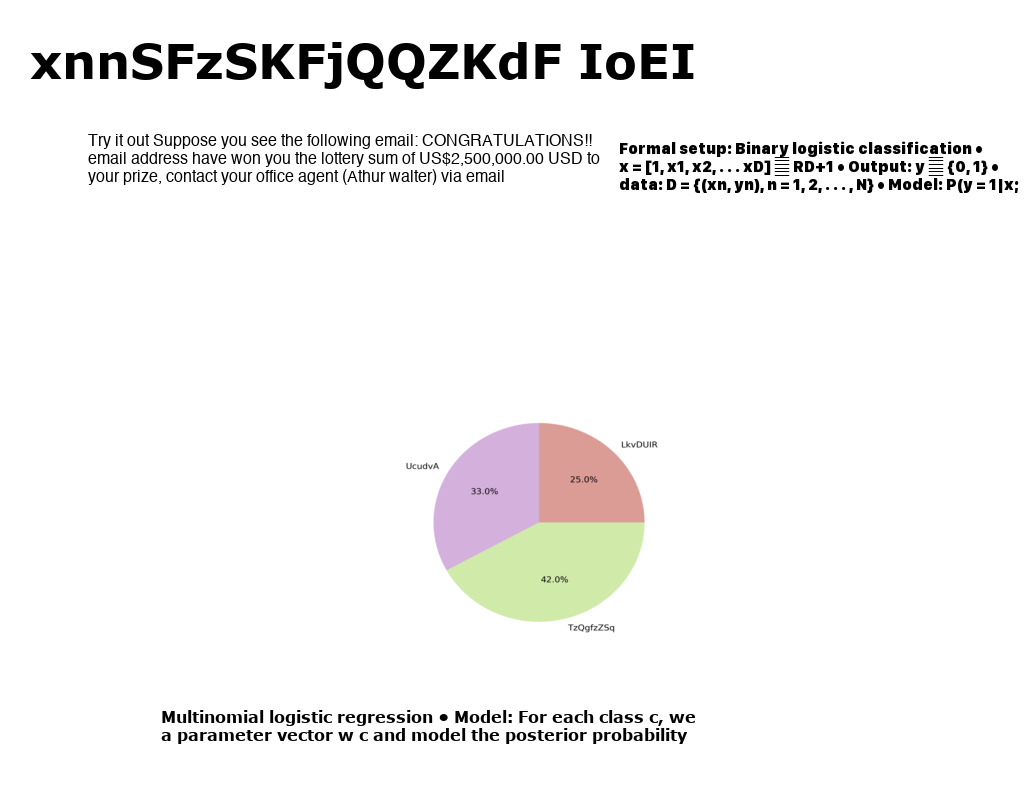 xnnSFzSKFjQQZKdF IoEI
Try it out Suppose you see the following email: CONGRATULATIONS!!
email address have won you the lottery sum of US$2,500,000.00 USD to
your prize, contact your office agent (Athur walter) via email
Formal setup: Binary logistic classification •
x = [1, x1, x2, . . . xD] RD+1 • Output: y {0, 1} •
data: D = {(xn, yn), n = 1, 2, . . . , N} • Model: P(y = 1|x;
LkvDUIR
UcudvA
25.0%
33.0%
42.0%
TzQgfzZSq
Multinomial logistic regression • Model: For each class c, we
a parameter vector w c and model the posterior probability